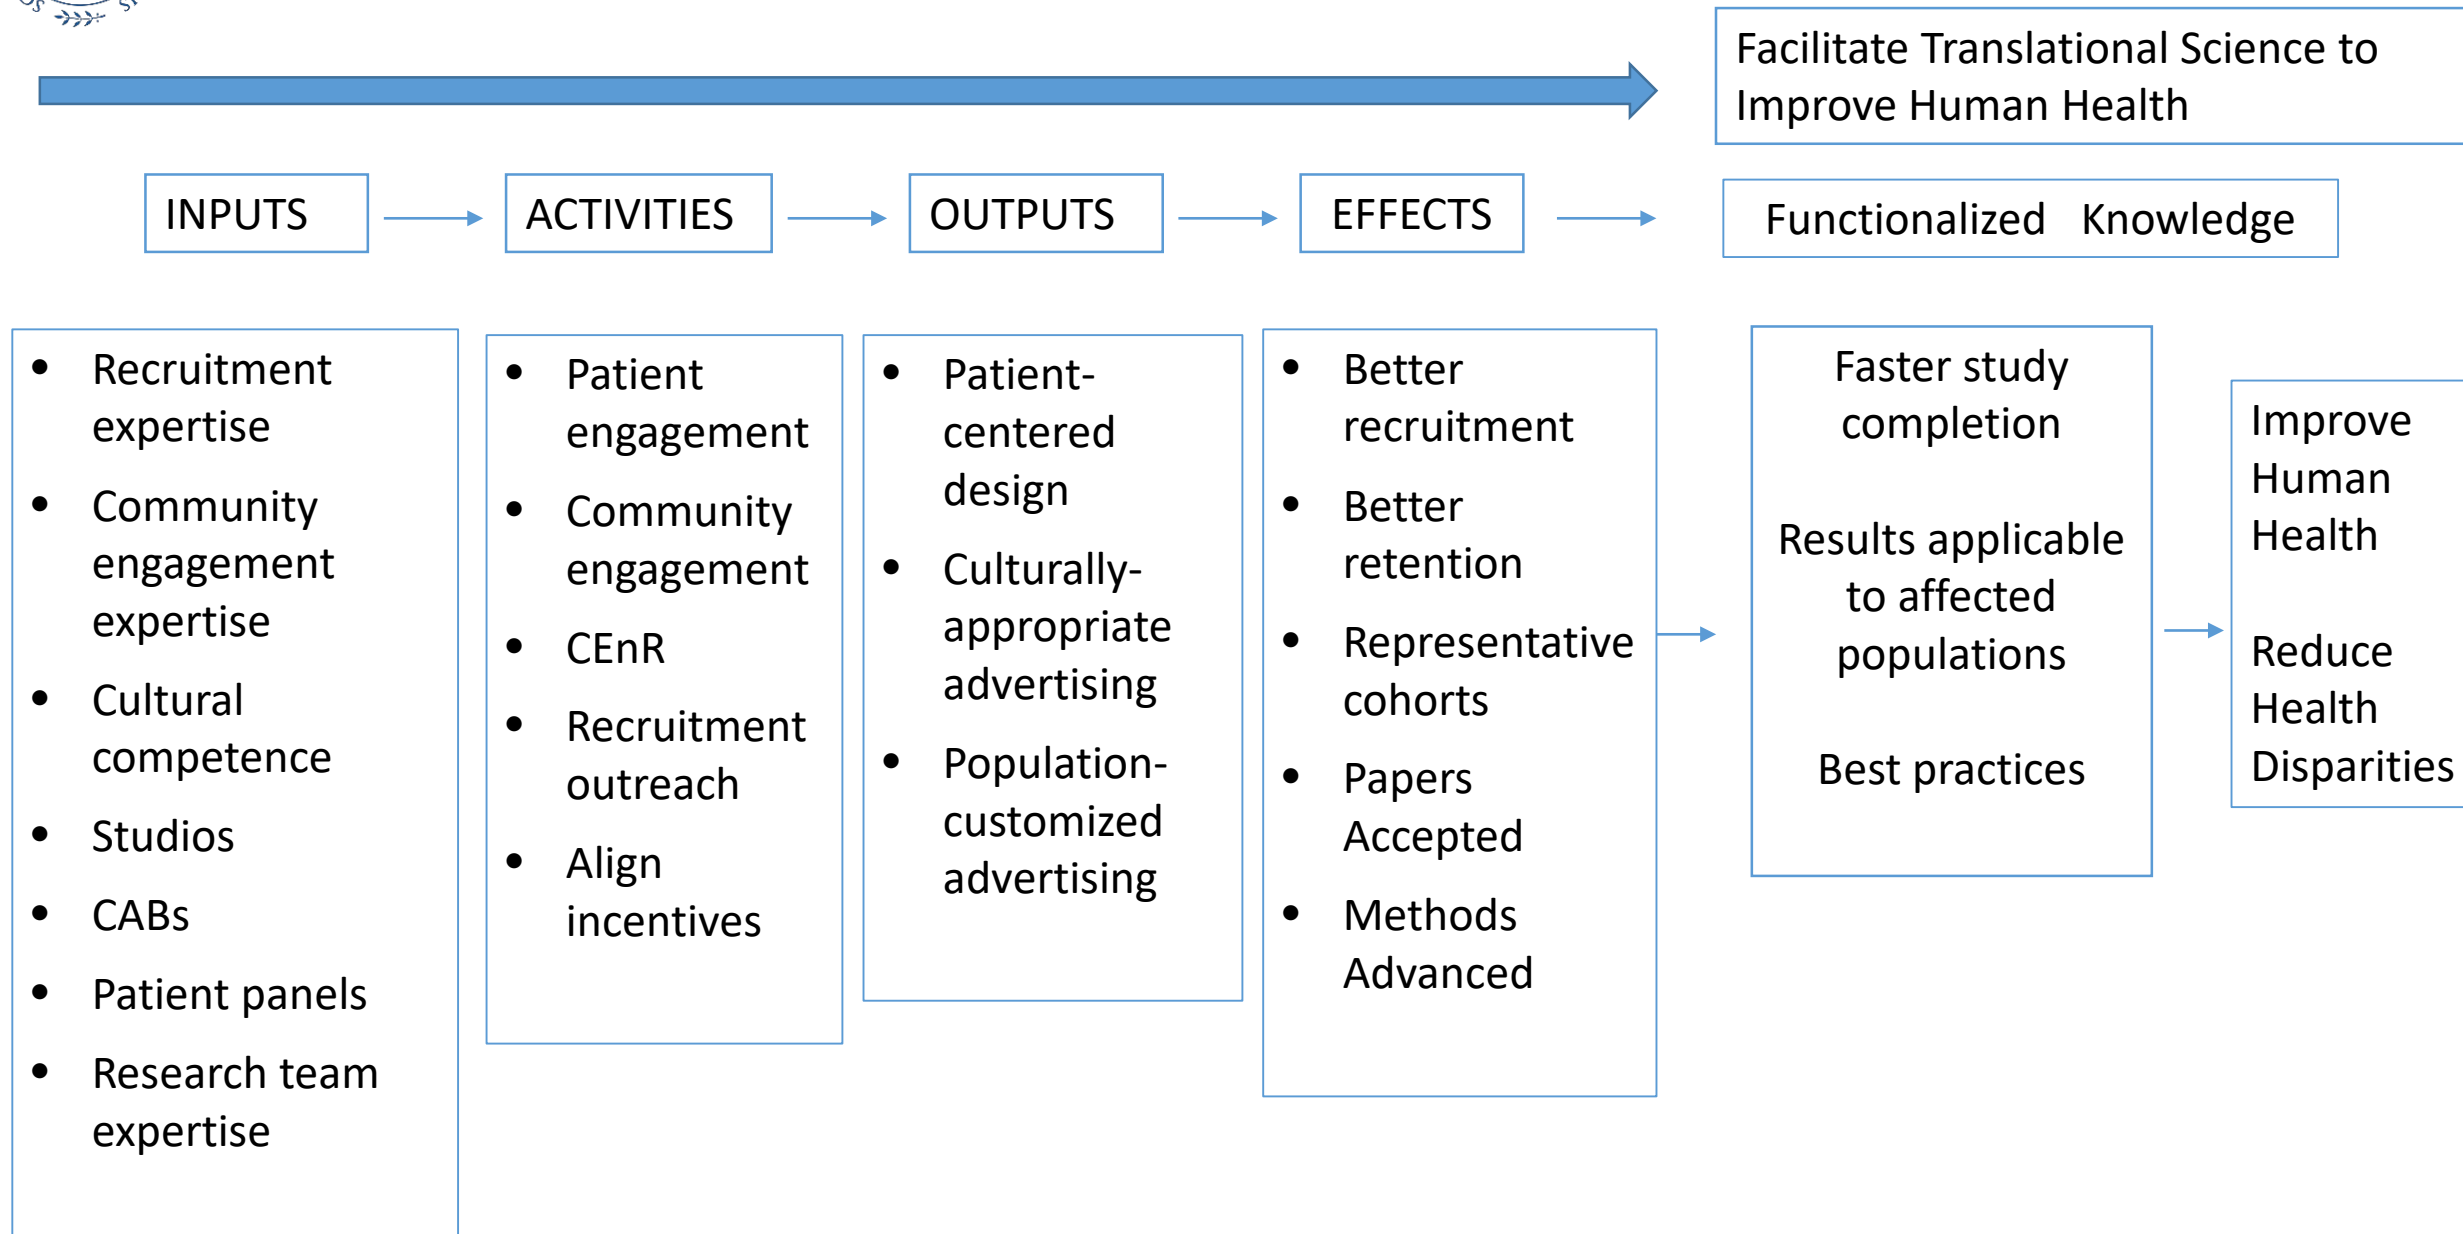 Facilitate Translational Science to
Improve Human Health
INPUTS
ACTIVITIES
OUTPUTS
EFFECTS
Functionalized Knowledge
• Recruitment
expertise
• Community
engagement
expertise
• Cultural
competence
• Studios
• CABs
• Patient panels
• Research team
expertise
• Patient
engagement
• Community
engagement
• CEnR
• Recruitment
outreach
• Align
incentives
• Patient-
centered
design
• Culturally-
appropriate
advertising
• Population-
customized
advertising
• Better
recruitment
• Better
retention
• Representative
cohorts
• Papers
Accepted
• Methods
Advanced
Faster study
completion
Results applicable
to affected
populations
Best practices
Improve
Human
Health
Reduce
Health
Disparities